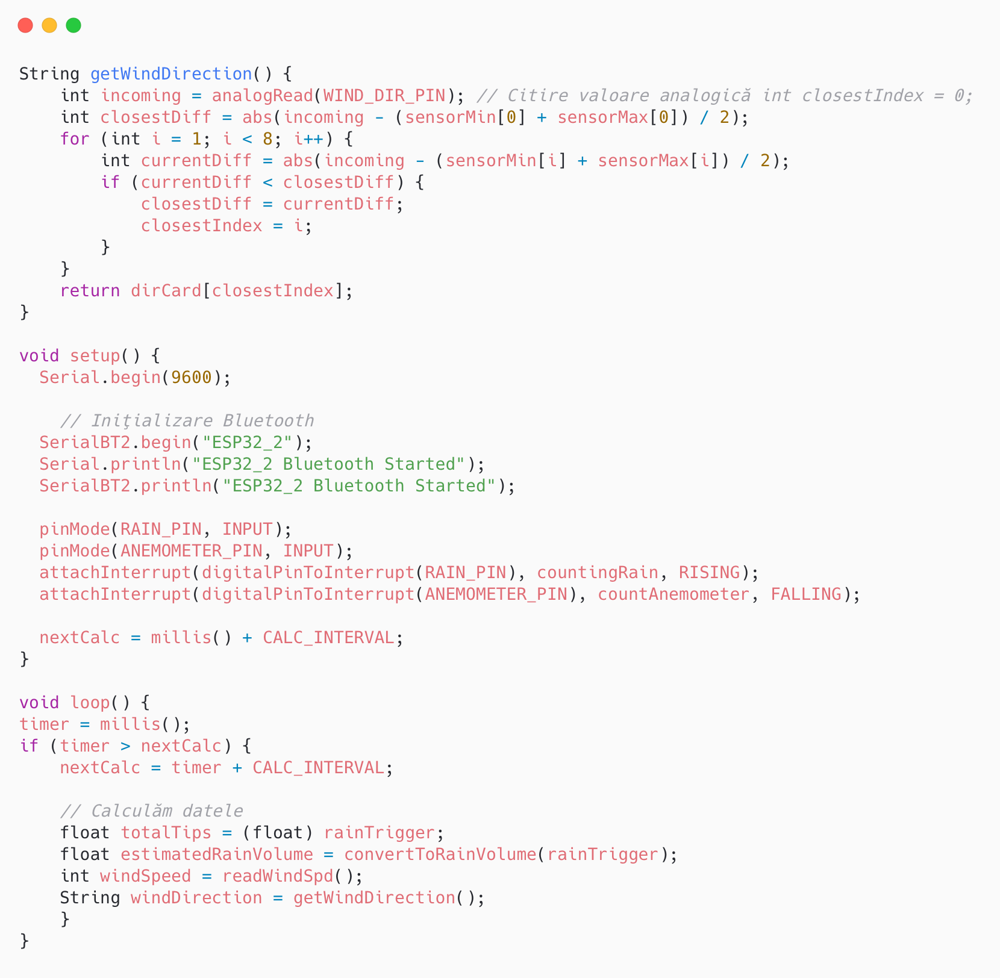 String getWindDirection() {
    int incoming = analogRead(WIND_DIR_PIN); // Citire valoare analogică int closestIndex = 0;
    int closestDiff = abs(incoming - (sensorMin[0] + sensorMax[0]) / 2);
    for (int i = 1; i < 8; i++) {
        int currentDiff = abs(incoming - (sensorMin[i] + sensorMax[i]) / 2);
        if (currentDiff < closestDiff) {
            closestDiff = currentDiff;
            closestIndex = i;
        }
    }
    return dirCard[closestIndex];
}

void setup() {
  Serial.begin(9600);

    // Iniţializare Bluetooth
  SerialBT2.begin("ESP32_2");
  Serial.println("ESP32_2 Bluetooth Started");
  SerialBT2.println("ESP32_2 Bluetooth Started");

  pinMode(RAIN_PIN, INPUT);
  pinMode(ANEMOMETER_PIN, INPUT);
  attachInterrupt(digitalPinToInterrupt(RAIN_PIN), countingRain, RISING);
  attachInterrupt(digitalPinToInterrupt(ANEMOMETER_PIN), countAnemometer, FALLING);

  nextCalc = millis() + CALC_INTERVAL;
}

void loop() {
timer = millis();
if (timer > nextCalc) {
    nextCalc = timer + CALC_INTERVAL;

    // Calculăm datele
    float totalTips = (float) rainTrigger;
    float estimatedRainVolume = convertToRainVolume(rainTrigger);
    int windSpeed = readWindSpd();
    String windDirection = getWindDirection();
    }
}